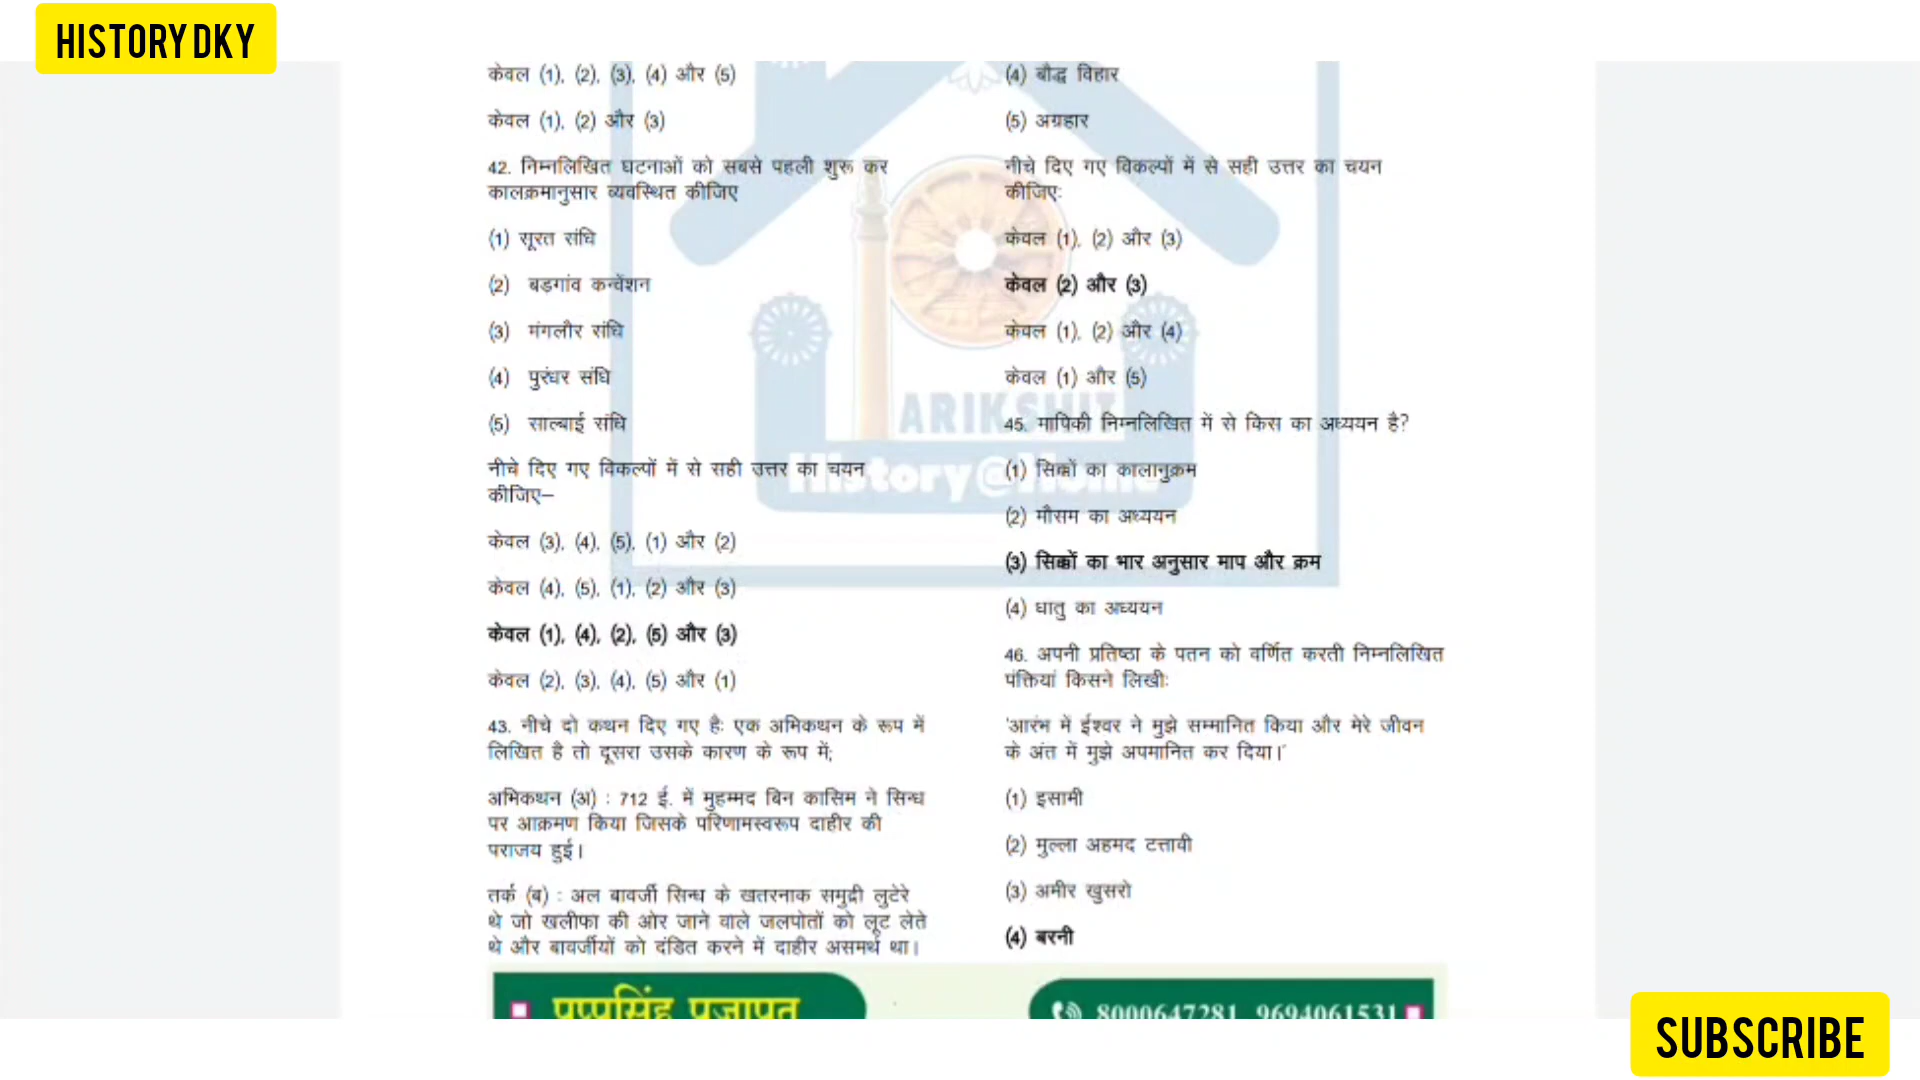 HISTORY DKY
केवल (1), (2), (3), (4) और (5)
केवल (1), (2) और (3)
42. निम्नलिखित घटनाओं को सबसे पहली शुरू कर
कालक्रमानुसार व्यवस्थित कीजिए
(1) सूरत संधि
(2) बड़गांव कन्वेंशन
(3) मंगलौर संधि
(4) पुरंधर संधि
(5) साल्बाई संधि
नीचे दिए गए विकल्पों में से सही उत्तर का चयन
कीजिए–
केवल (3), (4), (5), (1) और (2)
केवल (4), (5), (1), (2) और (3)
केवल (1), (4), (2), (5) और (3)
केवल (2), (3), (4), (5) और (1)
43. नीचे दो कथन दिए गए हैः एक अभिकथन के रूप में
लिखित है तो दूसरा उसके कारण के रूप में;
अभिकथन (अ) : 712 ई. में मुहम्मद बिन कासिम ने सिन्ध
पर आक्रमण किया जिसके परिणामस्वरूप दाहीर की
पराजय हुई।
तर्क (ब) : अल बावर्जी सिन्ध के खतरनाक समुद्री लुटेरे
थे जो खलीफा की ओर जाने वाले जलपोतों को लूट लेते
थे और बावर्जीयों को दंडित करने में दाहीर असमर्थ था।
(4) बौद्ध विहार
(5) अग्रहार
नीचे दिए गए विकल्पों में से सही उत्तर का चयन
कीजिएः
केवल (1), (2) और (3)
केवल (2) और (3)
केवल (1), (2) और (4)
केवल (1) और (5)
45. मापिकी निम्नलिखित में से किस का अध्ययन है?
(1) सिक्कों का कालानुक्रम
(2) मौसम का अध्ययन
(3) सिक्कों का भार अनुसार माप और क्रम
(4) धातु का अध्ययन
46. अपनी प्रतिष्ठा के पतन को वर्णित करती निम्नलिखित
पंक्तियां किसने लिखीः
'आरंभ में ईश्वर ने मुझे सम्मानित किया और मेरे जीवन
के अंत में मुझे अपमानित कर दिया।'
(1) इसामी
(2) मुल्ला अहमद टत्तावी
(3) अमीर खुसरो
(4) बरनी
ARIKSHIT
History@Home
पप्पूसिंह प्रजापत
8000647281, 9694061531
SUBSCRIBE